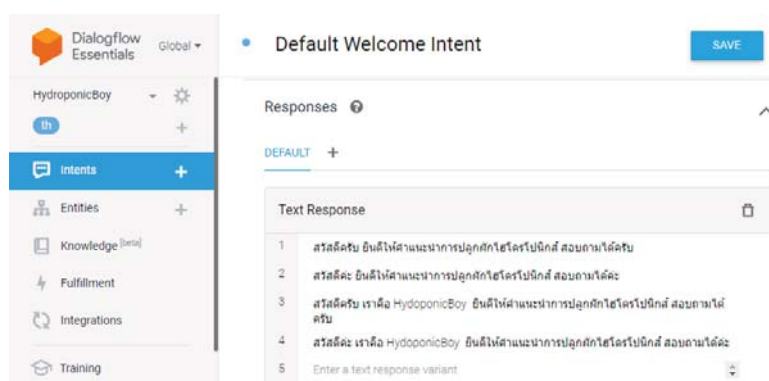 Dialogflow
Essentials
Global
Default Welcome Intent
SAVE
HydroponicBoy
th
Responses
DEFAULT
Intents
Entities
Knowledge [beta]
Fulfillment
Integrations
Training
Text Response
1 สวัสดีครับ ยินดีให้คำแนะนำการปลูกผักไฮโดรโปนิกส์ สอบถามได้ครับ
2 สวัสดีค่ะ ยินดีให้คำแนะนำการปลูกผักไฮโดรโปนิกส์ สอบถามได้ค่ะ
3 สวัสดีครับ เราคือ HydoponicBoy ยินดีให้คำแนะนำการปลูกผักไฮโดรโปนิกส์ สอบถามได้
ครับ
4 สวัสดีค่ะ เราคือ HydroponicBoy ยินดีให้คำแนะนำการปลูกผักไฮโดรโปนิกส์ สอบถามได้ค่ะ
5 Enter a text response variant